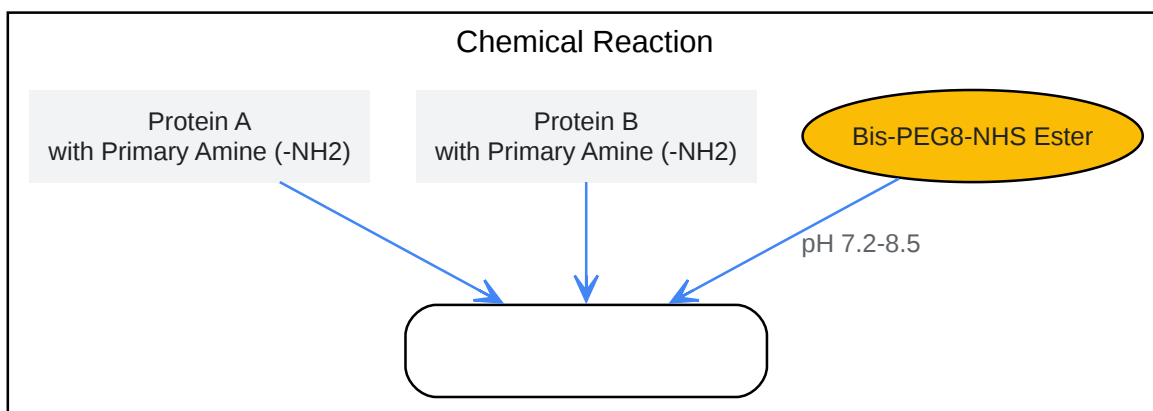 Chemical Reaction
Protein A
with Primary Amine (-NH2)
Protein B
with Primary Amine (-NH2)
Bis-PEG8-NHS Ester
pH 7.2-8.5